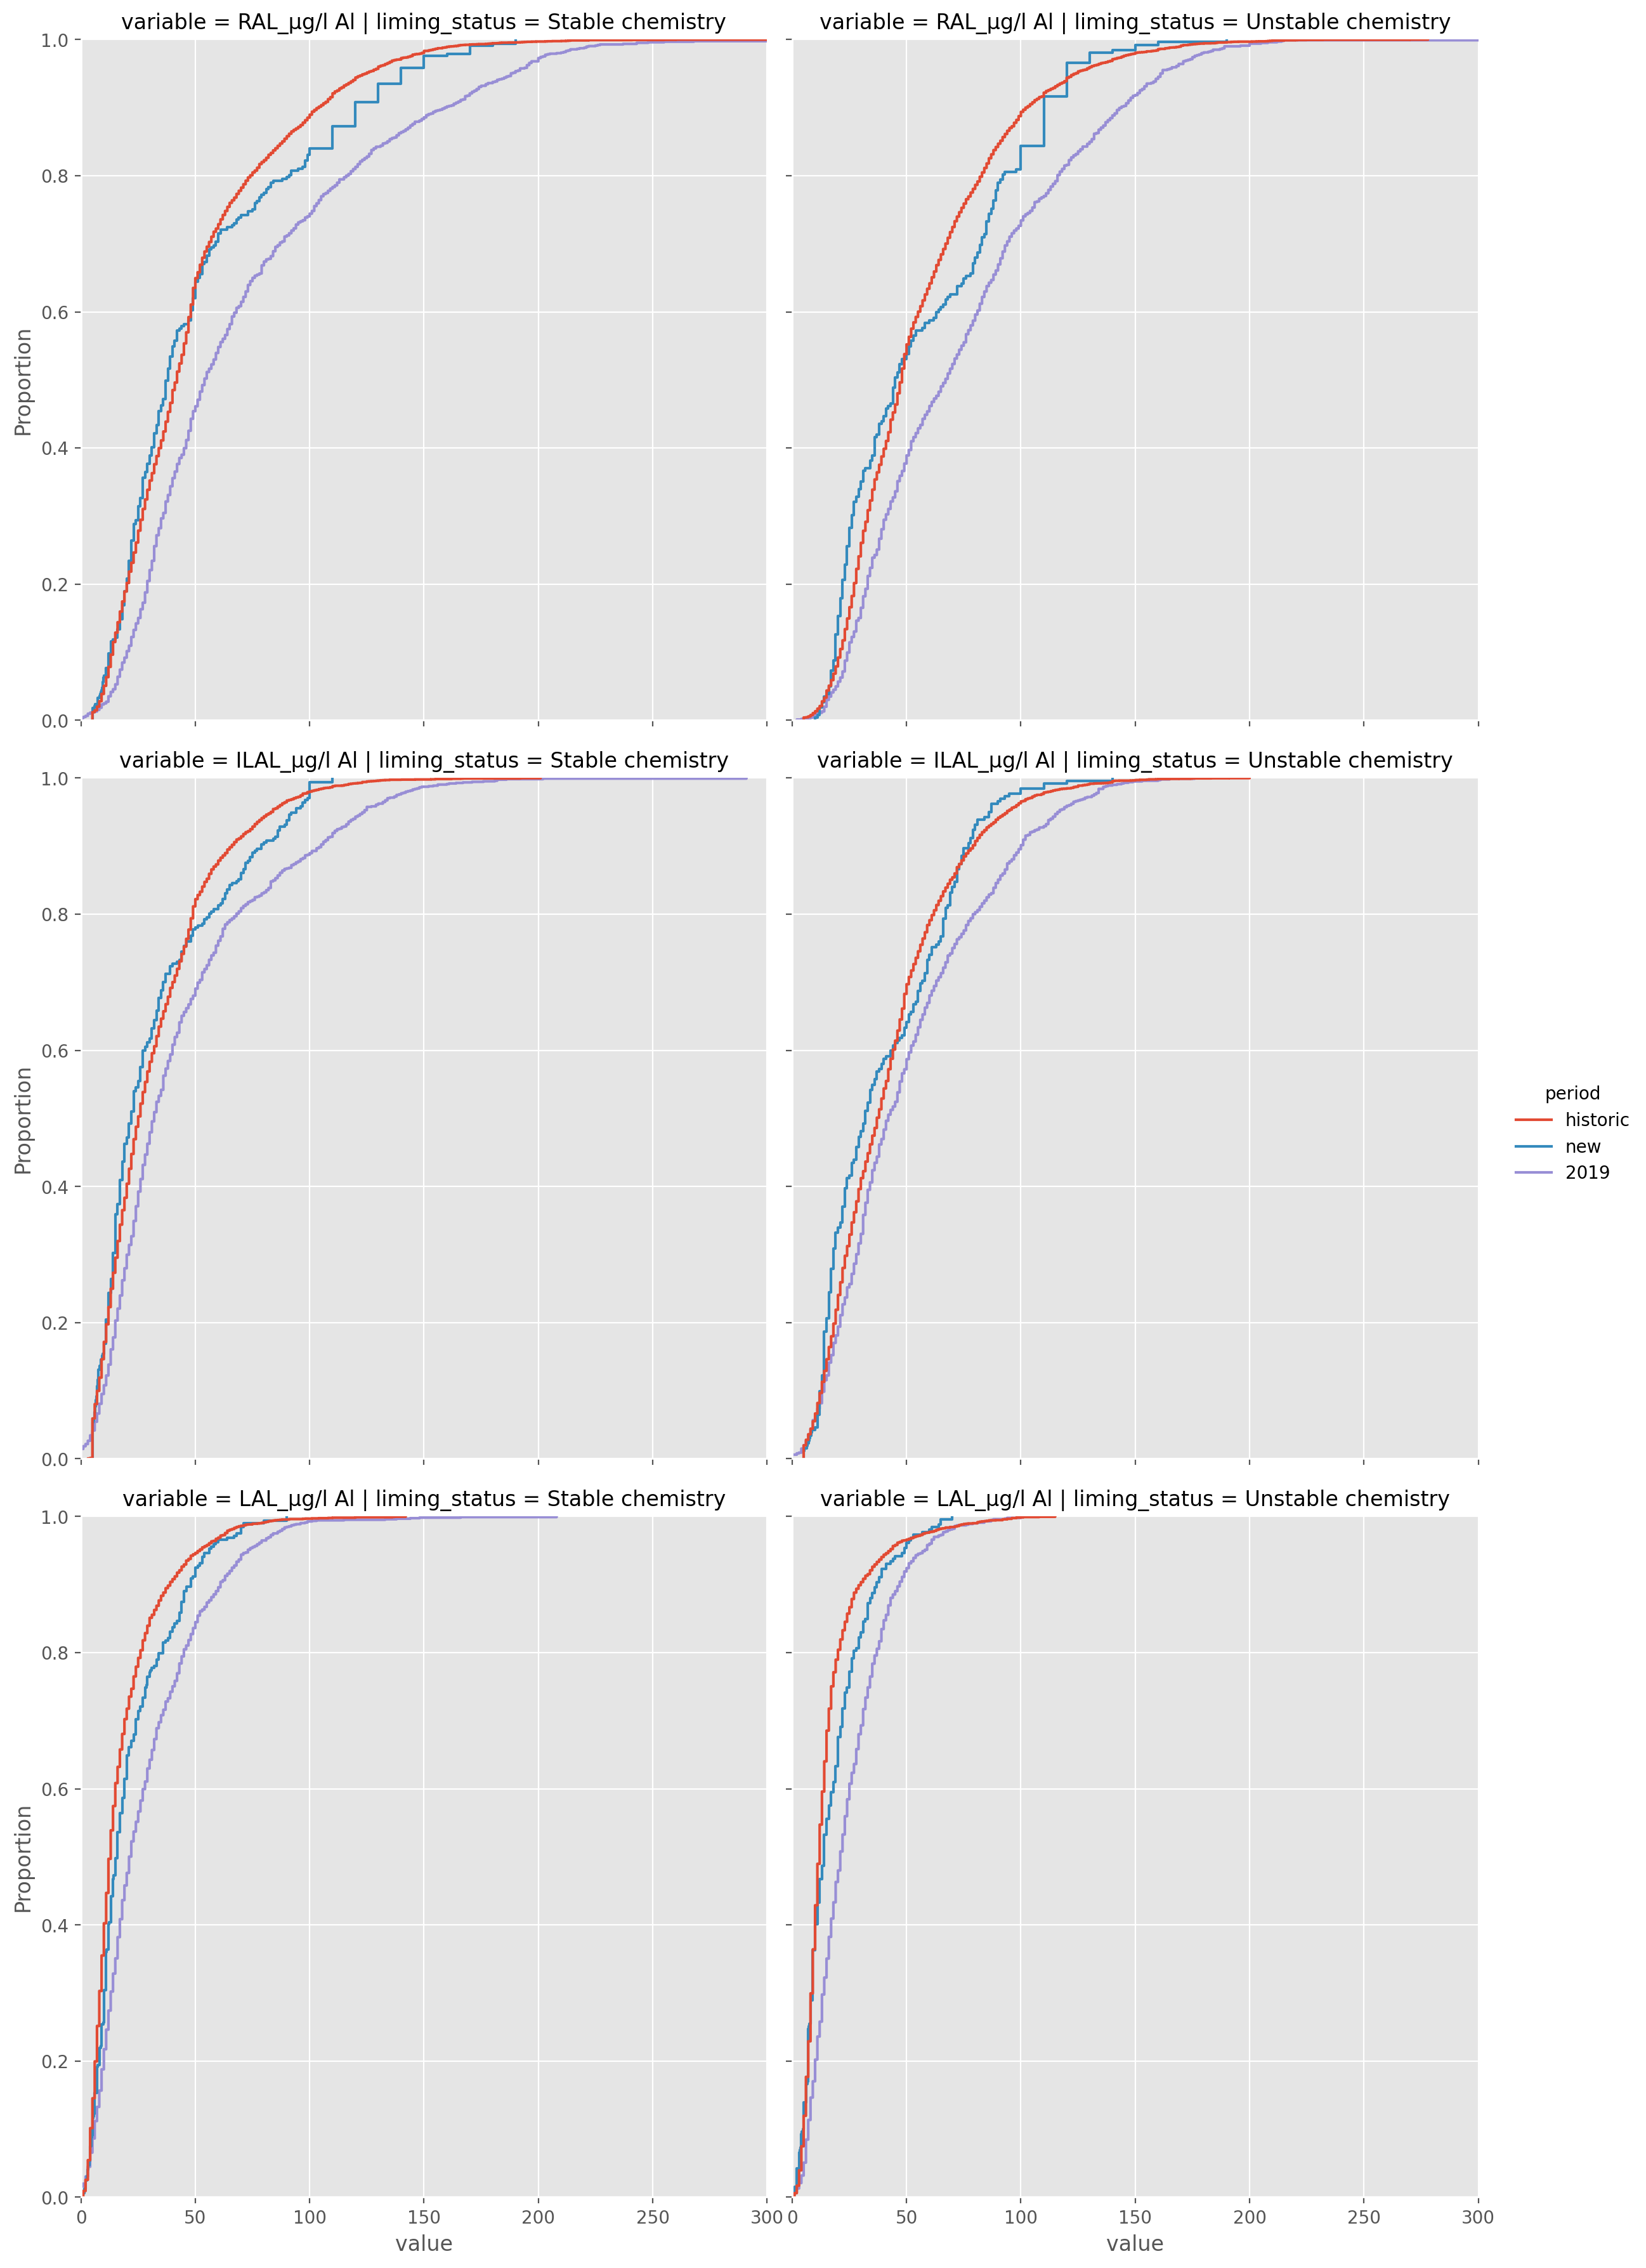 variable = RAL_µg/l Al | liming_status = Stable chemistry
variable = RAL_µg/l Al | liming_status = Unstable chemistry
1.0
0.8
0.6
0.4
0.2
0.0
Proportion
variable = ILAL_µg/l Al | liming_status = Stable chemistry
variable = ILAL_µg/l Al | liming_status = Unstable chemistry
1.0
0.8
0.6
0.4
0.2
0.0
Proportion
period
historic
new
2019
variable = LAL_µg/l Al | liming_status = Stable chemistry
variable = LAL_µg/l Al | liming_status = Unstable chemistry
1.0
0.8
0.6
0.4
0.2
0.0
Proportion
0 50 100 150 200 250 300
value
0 50 100 150 200 250 300
value